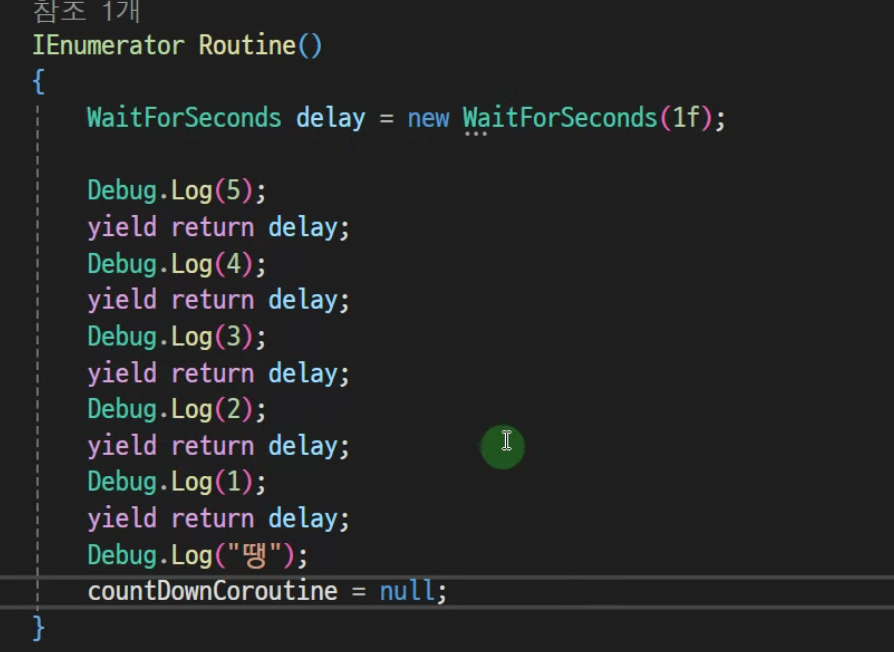 참조 1개
IEnumerator Routine()
{
WaitForSeconds delay = new WaitForSeconds(1f);
Debug.Log(5);
yield return delay;
Debug.Log(4);
yield return delay;
Debug.Log(3);
yield return delay;
Debug.Log(2);
yield return delay;
Debug.Log(1);
yield return delay;
Debug.Log("땡");
countDownCoroutine = null;
}